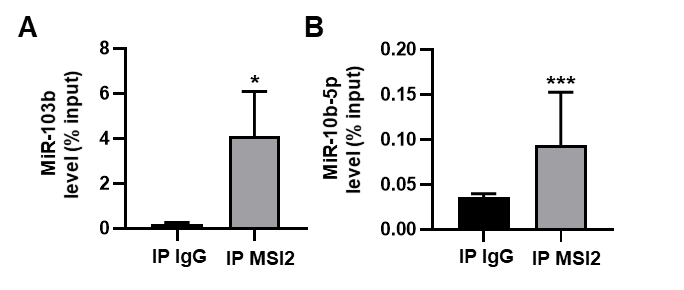 A
MiR-103b
level (% input)
8
6
4
2
0
*
IP IgG
IP MSI2
B
MiR-10b-5p
level (% input)
0.20
0.15
0.10
0.05
0.00
***
IP IgG
IP MSI2